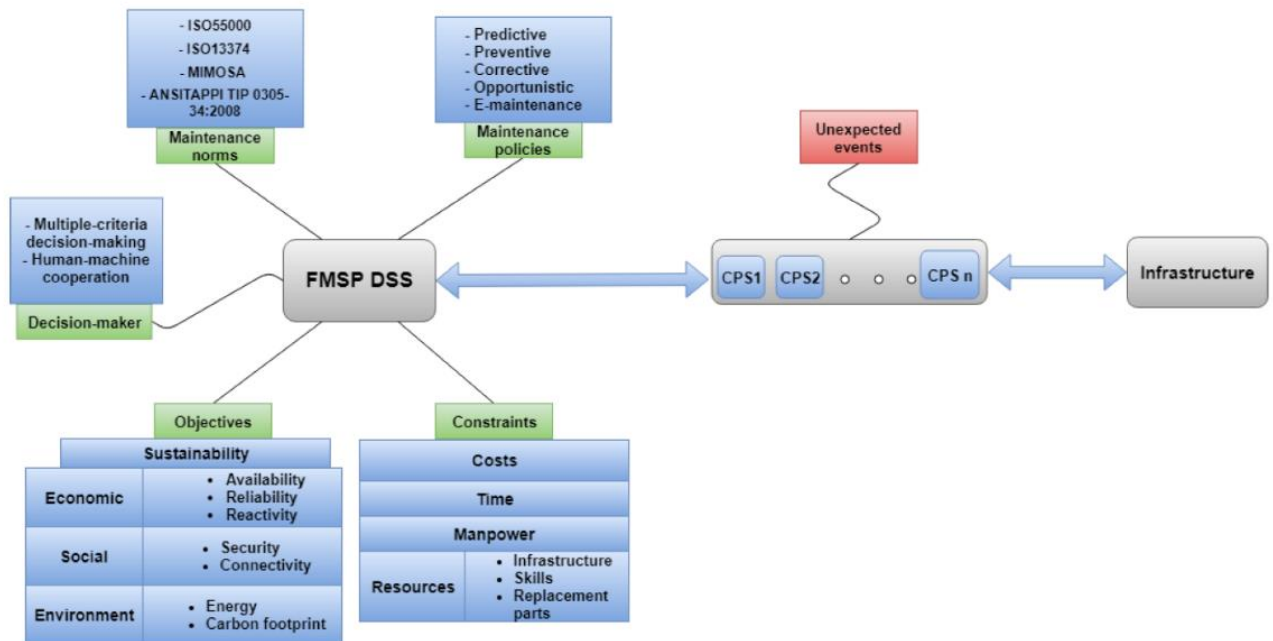 - ISO55000
- ISO13374
- MIMOSA
- ANSITAPPI TIP 0305-
34:2008
Maintenance
norms
- Predictive
- Preventive
- Corrective
- Opportunistic
- E-maintenance
Maintenance
policies
Unexpected
events
- Multiple-criteria
decision-making
- Human-machine
cooperation
Decision-maker
FMSP DSS
CPS1
CPS2
CPS n
Infrastructure
Objectives
Sustainability
Economic
• Availability
• Reliability
• Reactivity
Social
• Security
• Connectivity
Environment
• Energy
• Carbon footprint
Constraints
Costs
Time
Manpower
Resources
• Infrastructure
• Skills
• Replacement
parts